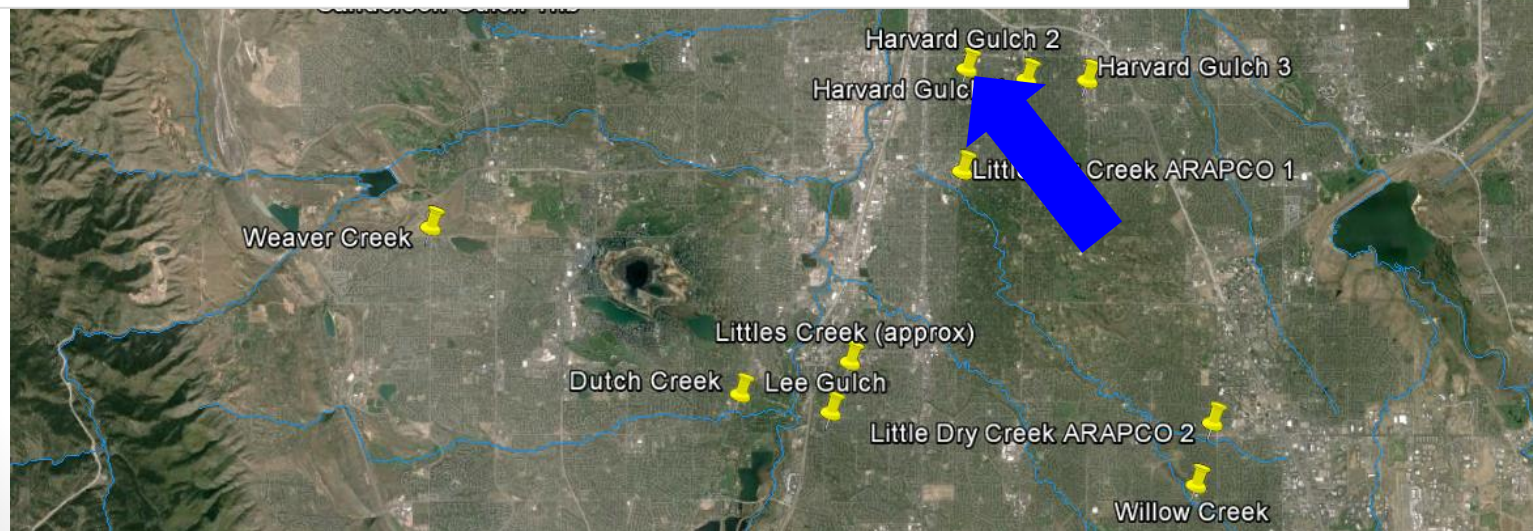 Harvard Gulch 2
Harvard Gulch 3
Harvard
Creek ARAPCO 1
Weaver Creek
Littles Creek (approx)
Dutch Creek
Lee Gulch
Little Dry Creek ARAPCO 2
Willow Creek